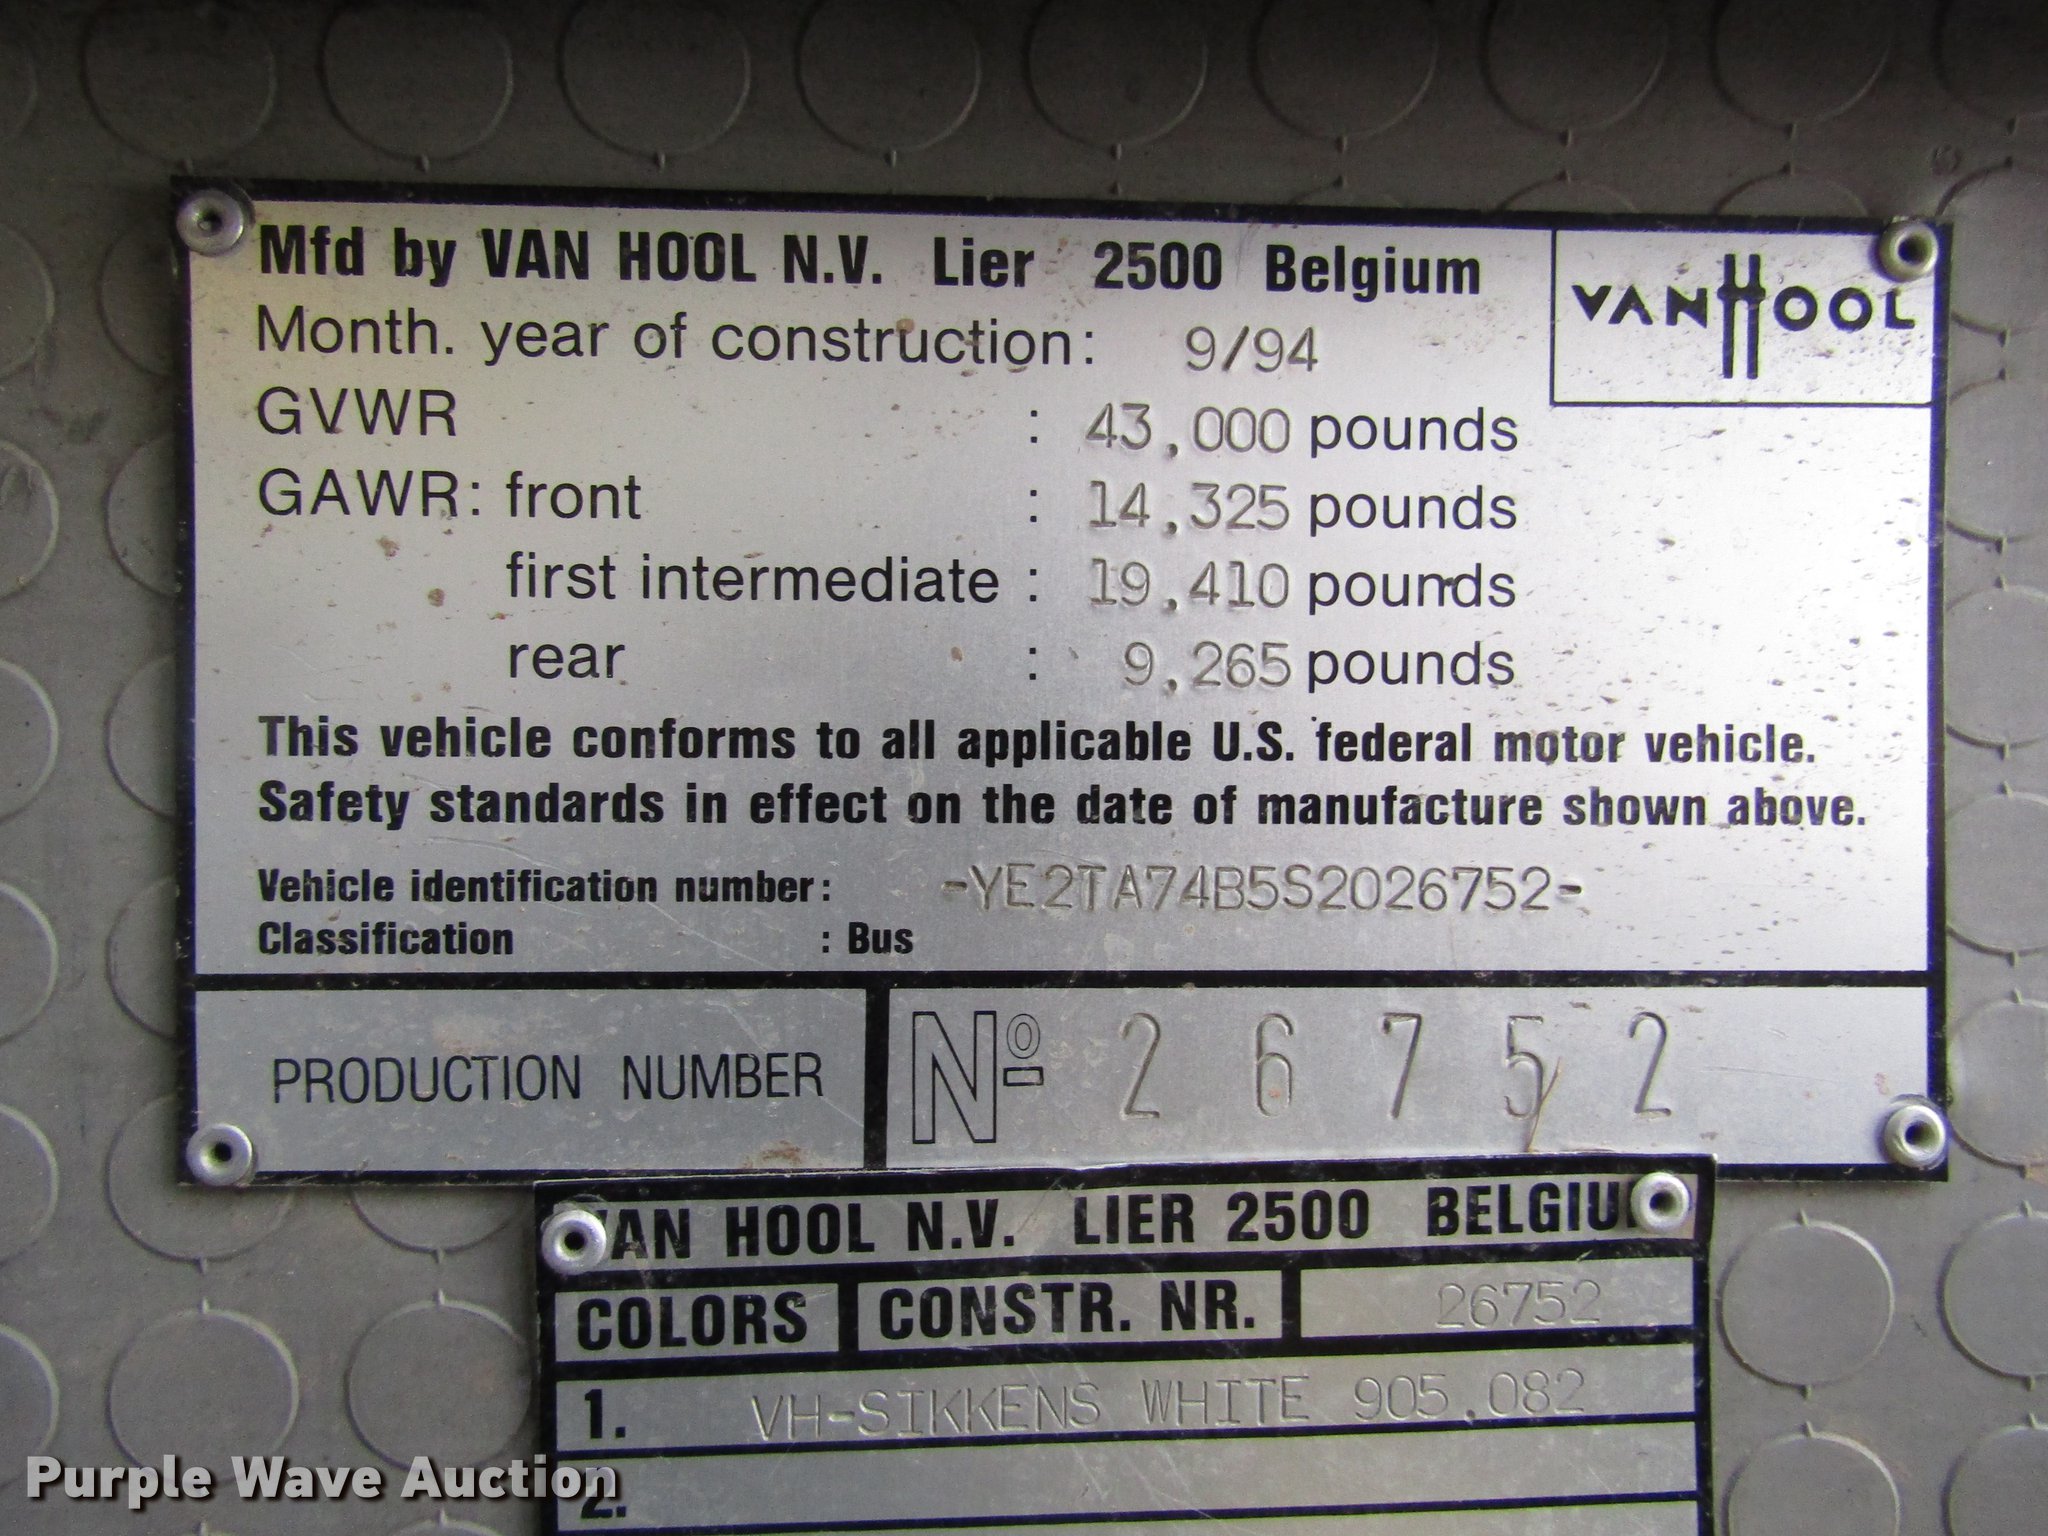 Mfd by VAN HOOL N.V. Lier 2500 Belgium
VANHOOL
Month. year of construction: 9/94
GVWR : 43,000 pounds
GAWR: front : 14,325 pounds
first intermediate : 19,410 pounds
rear : 9,265 pounds
This vehicle conforms to all applicable U.S. federal motor vehicle.
Safety standards in effect on the date of manufacture shown above.
Vehicle identification number: -YE2TA74B5S2026752-
Classification : Bus
PRODUCTION NUMBER Nº 26752
VAN HOOL N.V. LIER 2500 BELGIUM
COLORS CONSTR. NR. 26752
1. VH-SIKKENS WHITE 905.082
2.
Purple Wave Auction